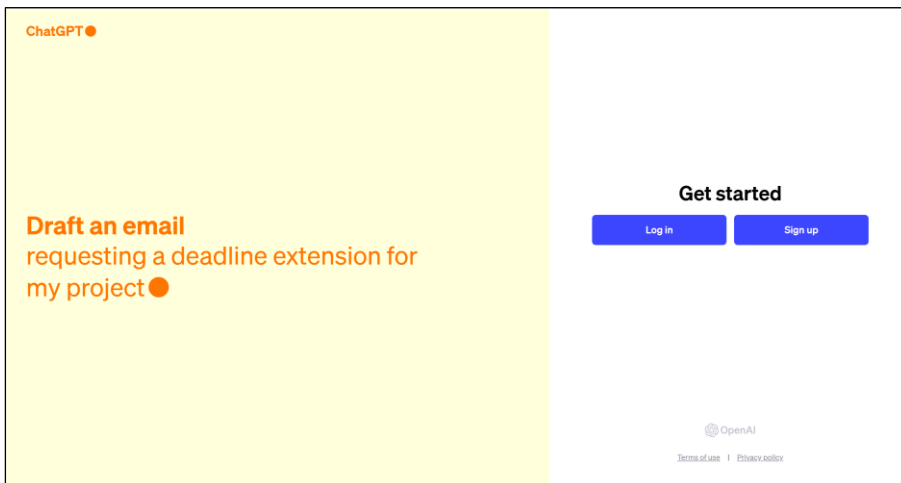 ChatGPT
Draft an email
requesting a deadline extension for
my project
Get started
Log in Sign up
OpenAI
Terms of use | Privacy policy